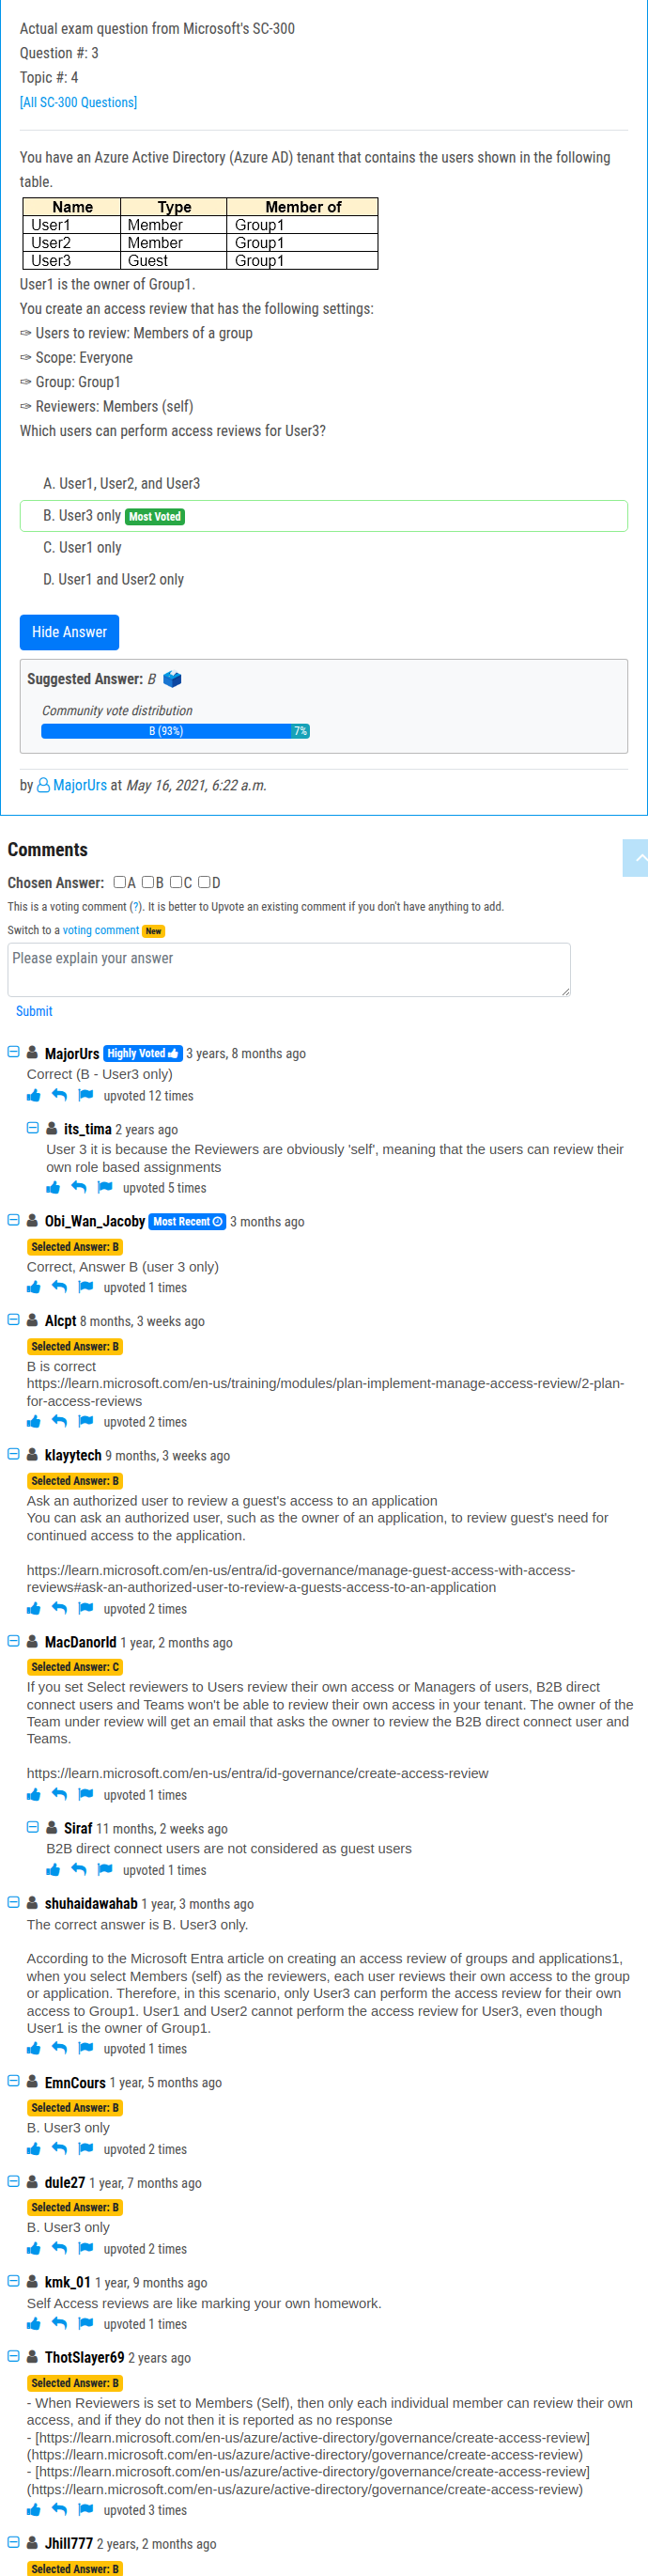 Actual exam question from Microsoft's SC-300
Question #: 3
Topic #: 4
[All SC-300 Questions]
You have an Azure Active Directory (Azure AD) tenant that contains the users shown in the following
table.
Name Type Member of
User1 Member Group1
User2 Member Group1
User3 Guest Group1
User1 is the owner of Group1.
You create an access review that has the following settings:
✑ Users to review: Members of a group
✑ Scope: Everyone
✑ Group: Group1
✑ Reviewers: Members (self)
Which users can perform access reviews for User3?
A. User1, User2, and User3
B. User3 only Most Voted
C. User1 only
D. User1 and User2 only
Hide Answer
Suggested Answer: B
Community vote distribution
B (93%) 7%
by MajorUrs at May 16, 2021, 6:22 a.m.
Comments
Chosen Answer: A B C D
This is a voting comment (?). It is better to Upvote an existing comment if you don't have anything to add.
Switch to a voting comment New
Please explain your answer
Submit
MajorUrs Highly Voted 3 years, 8 months ago
Correct (B - User3 only)
upvoted 12 times
its_tima 2 years ago
User 3 it is because the Reviewers are obviously 'self', meaning that the users can review their
own role based assignments
upvoted 5 times
Obi_Wan_Jacoby Most Recent 3 months ago
Selected Answer: B
Correct, Answer B (user 3 only)
upvoted 1 times
Alcpt 8 months, 3 weeks ago
Selected Answer: B
B is correct
https://learn.microsoft.com/en-us/training/modules/plan-implement-manage-access-review/2-plan-
for-access-reviews
upvoted 2 times
klayytech 9 months, 3 weeks ago
Selected Answer: B
Ask an authorized user to review a guest's access to an application
You can ask an authorized user, such as the owner of an application, to review guest's need for
continued access to the application.
https://learn.microsoft.com/en-us/entra/id-governance/manage-guest-access-with-access-
reviews#ask-an-authorized-user-to-review-a-guests-access-to-an-application
upvoted 2 times
MacDanorld 1 year, 2 months ago
Selected Answer: C
If you set Select reviewers to Users review their own access or Managers of users, B2B direct
connect users and Teams won't be able to review their own access in your tenant. The owner of the
Team under review will get an email that asks the owner to review the B2B direct connect user and
Teams.
https://learn.microsoft.com/en-us/entra/id-governance/create-access-review
upvoted 1 times
Siraf 11 months, 2 weeks ago
B2B direct connect users are not considered as guest users
upvoted 1 times
shuhaidawahab 1 year, 3 months ago
The correct answer is B. User3 only.
According to the Microsoft Entra article on creating an access review of groups and applications1,
when you select Members (self) as the reviewers, each user reviews their own access to the group
or application. Therefore, in this scenario, only User3 can perform the access review for their own
access to Group1. User1 and User2 cannot perform the access review for User3, even though
User1 is the owner of Group1.
upvoted 1 times
EmnCours 1 year, 5 months ago
Selected Answer: B
B. User3 only
upvoted 2 times
dule27 1 year, 7 months ago
Selected Answer: B
B. User3 only
upvoted 2 times
kmk_01 1 year, 9 months ago
Self Access reviews are like marking your own homework.
upvoted 1 times
ThotSlayer69 2 years ago
Selected Answer: B
- When Reviewers is set to Members (Self), then only each individual member can review their own
access, and if they do not then it is reported as no response
- [https://learn.microsoft.com/en-us/azure/active-directory/governance/create-access-review]
(https://learn.microsoft.com/en-us/azure/active-directory/governance/create-access-review)
- [https://learn.microsoft.com/en-us/azure/active-directory/governance/create-access-review]
(https://learn.microsoft.com/en-us/azure/active-directory/governance/create-access-review)
upvoted 3 times
Jhill777 2 years, 2 months ago
Selected Answer: B